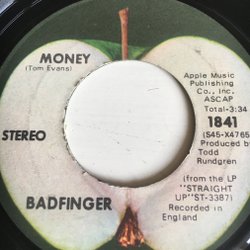 MONEY
(Tom Evans)
Apple Music
Publishing
Co., Inc.
ASCAP
Total-3:34
1841
(S45-X4765
STEREO
Produced by
Todd
Rundgren
(from the LP
"STRAIGHT
UP"ST-3387)
Recorded in
England
BADFINGER